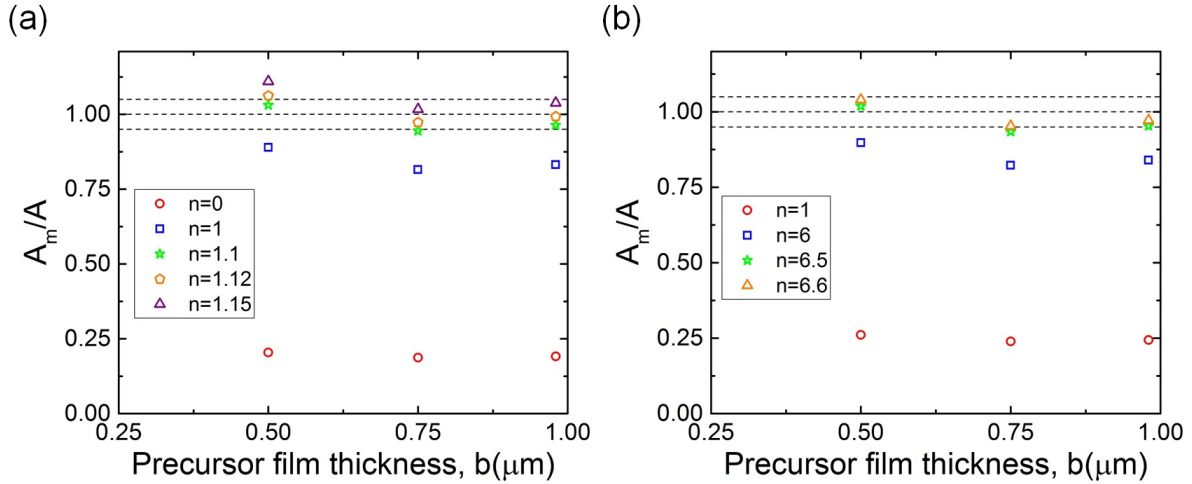 (a)
A_m/A
1.00
0.75
0.50
0.25
0.00
n=0
n=1
n=1.1
n=1.12
n=1.15
0.25 0.50 0.75 1.00
Precursor film thickness, b(μm)
(b)
A_m/A
1.00
0.75
0.50
0.25
0.00
n=1
n=6
n=6.5
n=6.6
0.25 0.50 0.75 1.00
Precursor film thickness, b(μm)